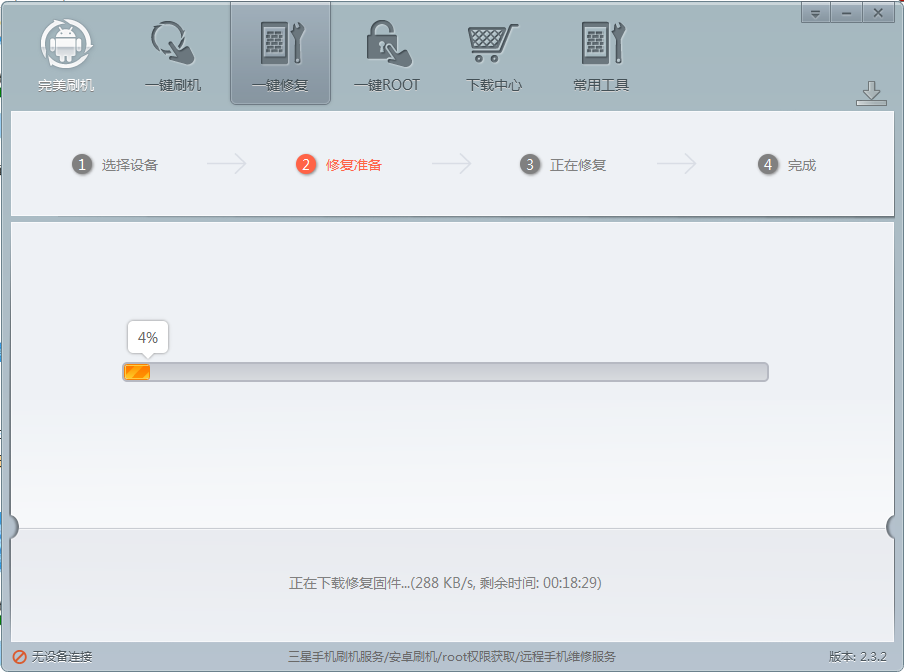 完美刷机
一键刷机
一键修复
一键ROOT
下载中心
常用工具
1 选择设备
2 修复准备
3 正在修复
4 完成
4%
正在下载修复固件...(288 KB/s, 剩余时间: 00:18:29)
无设备连接
三星手机刷机服务/安卓刷机/root权限获取/远程手机维修服务
版本: 2.3.2